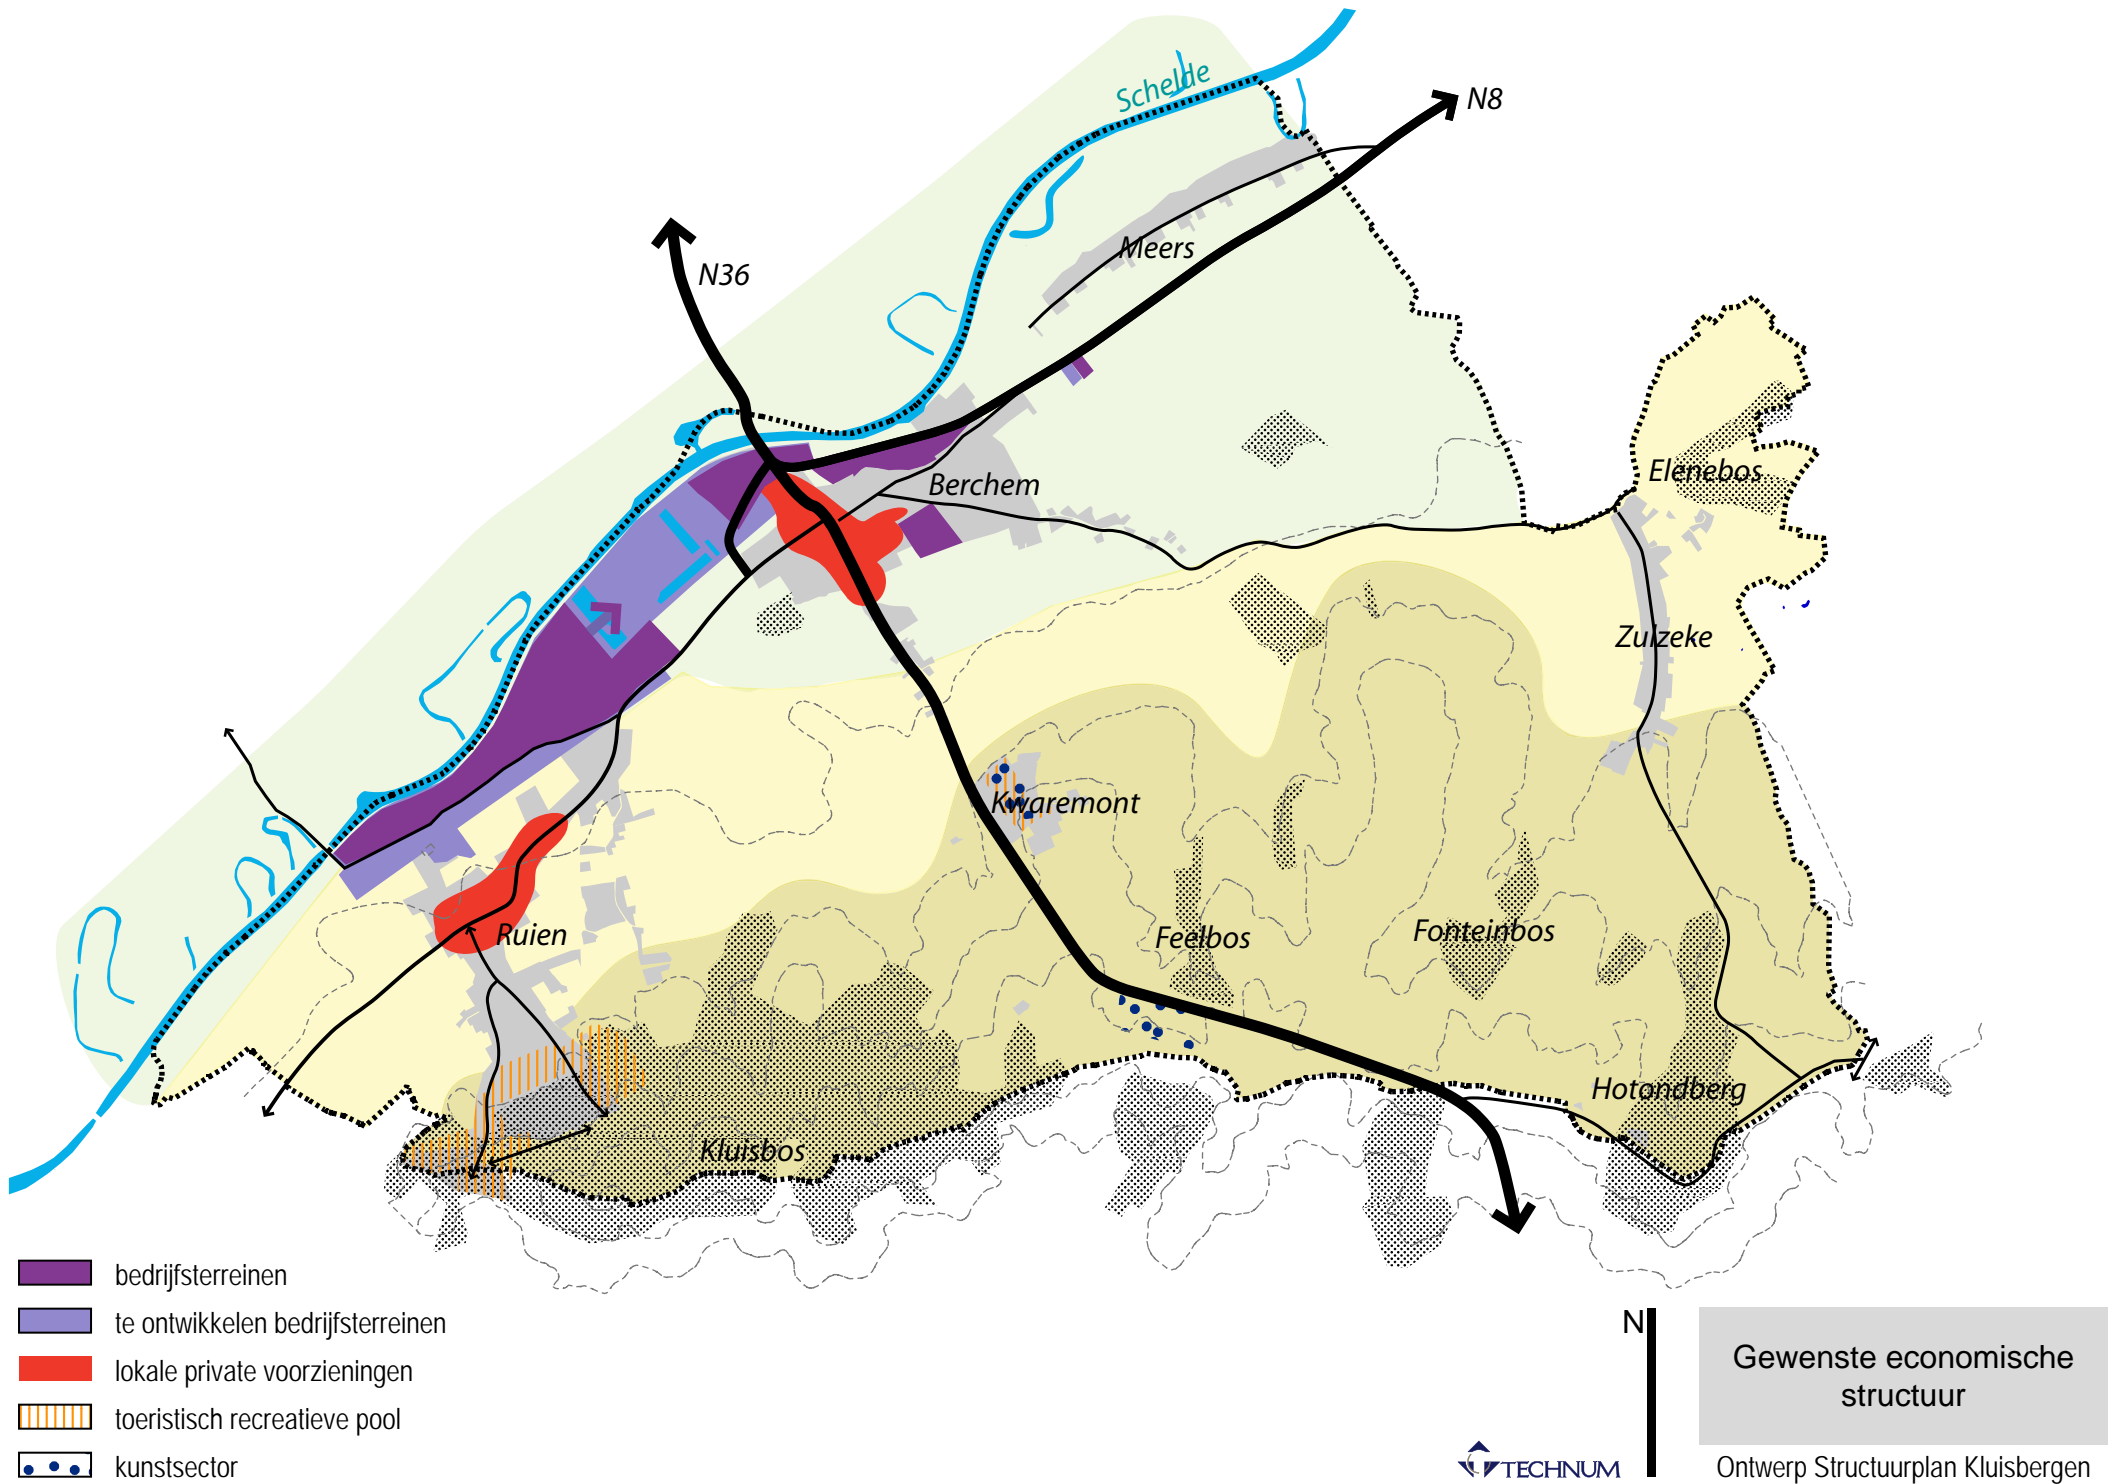 Schelde
N8
N36
Meers
Berchem
Elenebos
Zulzeke
Kwaremont
Ruien
Feelbos
Fonteinbos
Hotondberg
Kluisbos
bedrijfsterreinen
te ontwikkelen bedrijfsterreinen
lokale private voorzieningen
toeristisch recreatieve pool
kunstsector
N
Gewenste economische
structuur
TECHNUM
Ontwerp Structuurplan Kluisbergen